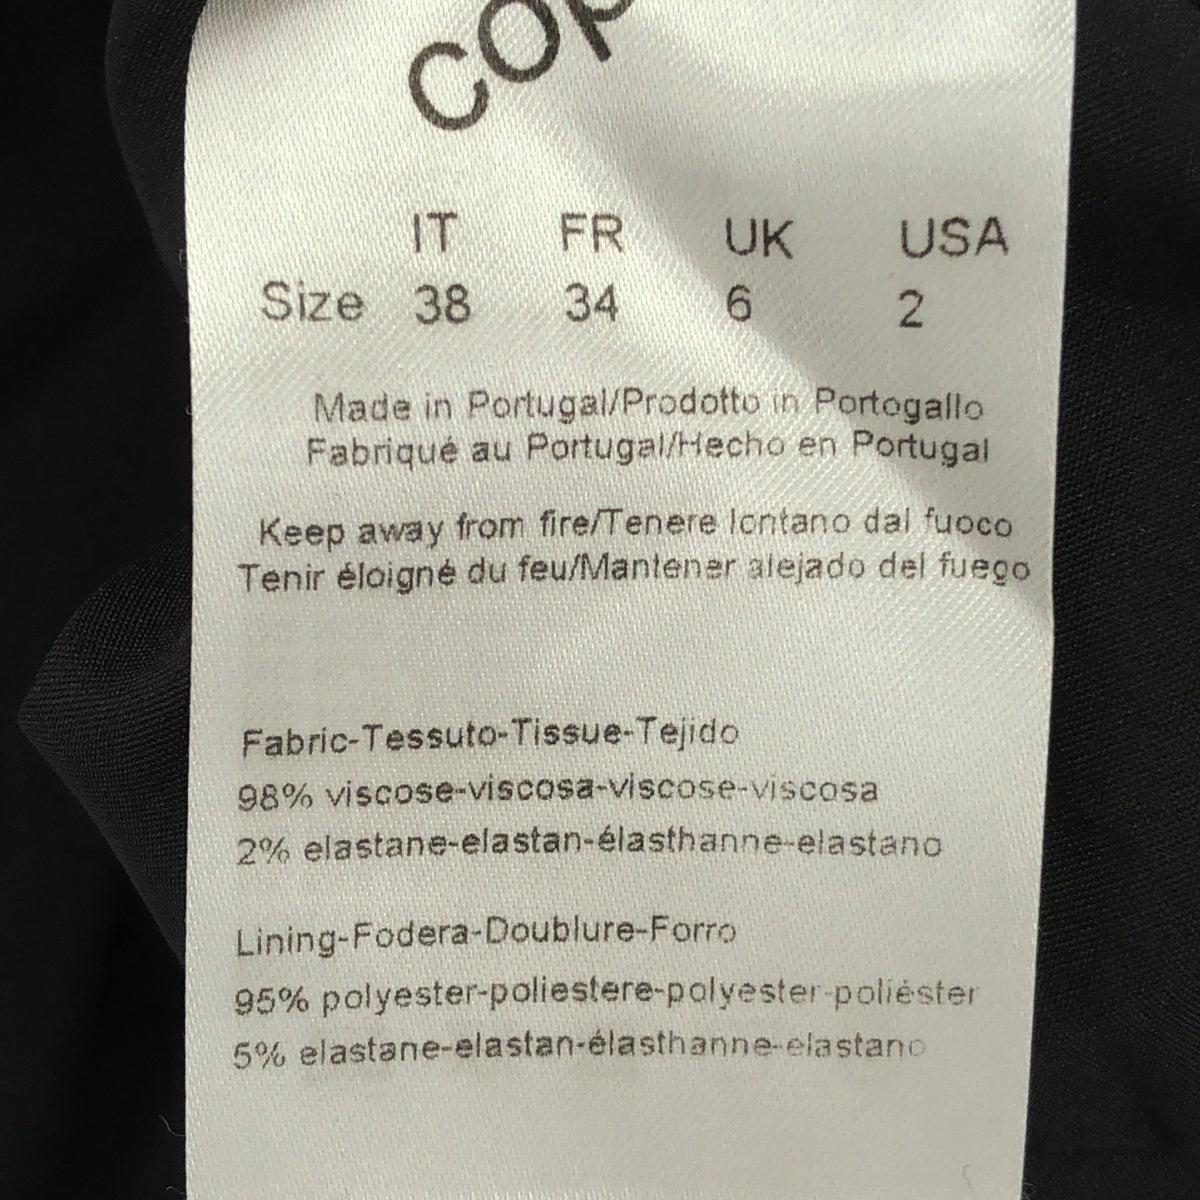 cop
IT FR UK USA
Size 38 34 6 2
Made in Portugal/Prodotto in Portogallo
Fabriqué au Portugal/Hecho en Portugal
Keep away from fire/Tenere lontano dal fuoco
Tenir éloigné du feu/Mantener alejado del fuego
Fabric-Tessuto-Tissue-Tejido
98% viscose-viscosa-viscose-viscosa
2% elastane-elastan-élasthanne-elastano
Lining-Fodera-Doublure-Forro
95% polyester-poliestere-polyester-poliéster
5% elastane-elastan-élasthanne-elastano